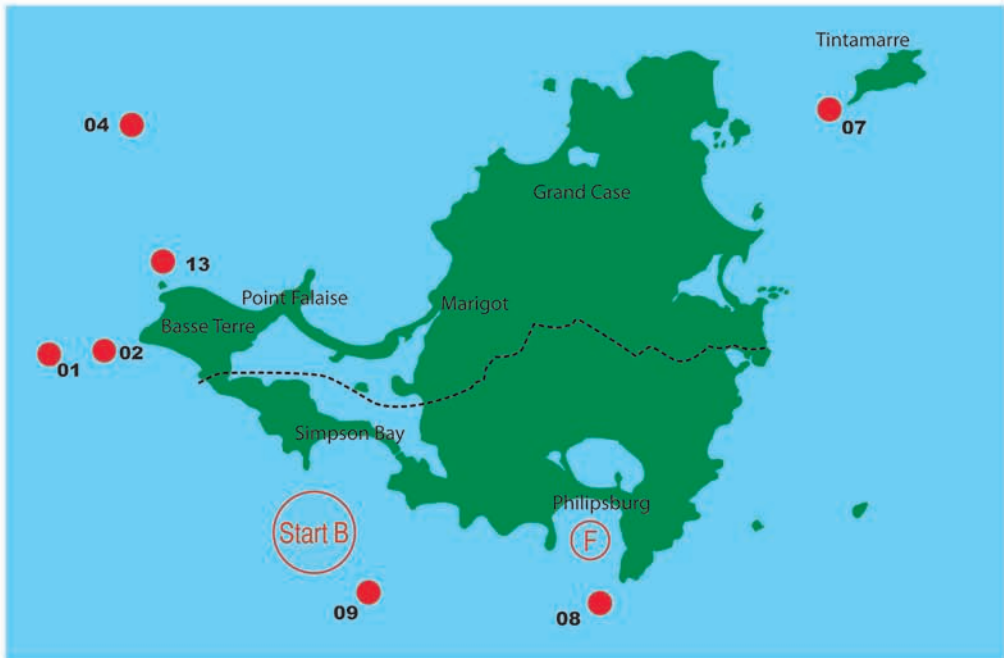 Tintamarre
04
07
Grand Case
13
Point Falaise
Marigot
Basse Terre
02
01
Simpson Bay
Philipsburg
Start B
F
09
08